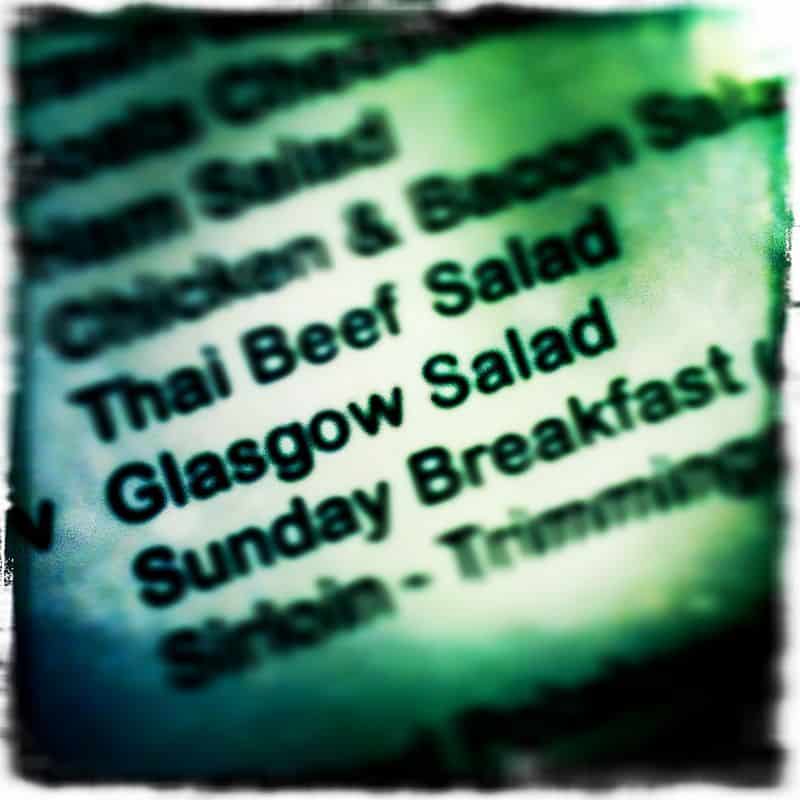 Ham Salad
Chicken & Bacon
Thai Beef Salad
Glasgow Salad
v
Sunday Breakfast
Sirloin - Trimmings